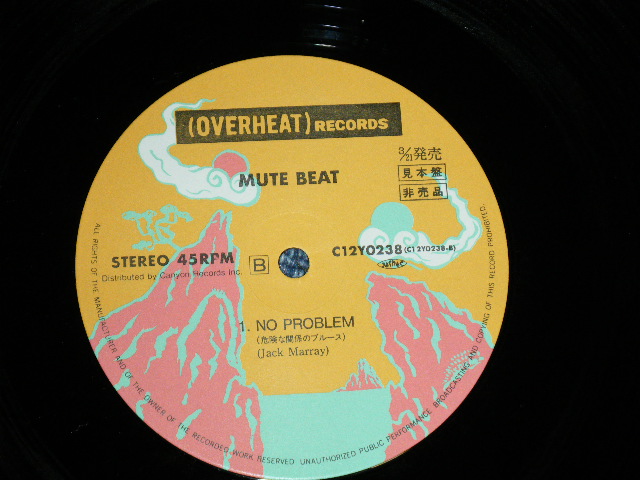 (OVERHEAT) RECORDS
3/21発売
見本盤
非売品
MUTE BEAT
STEREO 45RPM
Distributed by Canyon Records Inc.
B
C12Y0238 (C12Y0238-B)
1. NO PROBLEM
(危険な関係のブルース)
(Jack Marray)
ALL RIGHTS OF THE MANUFACTURER AND OF THE OWNER OF THE RECORDED WORK RESERVED. UNAUTHORIZED PUBLIC PERFORMANCE BROADCASTING AND COPYING OF THIS RECORD PROHIBITED.